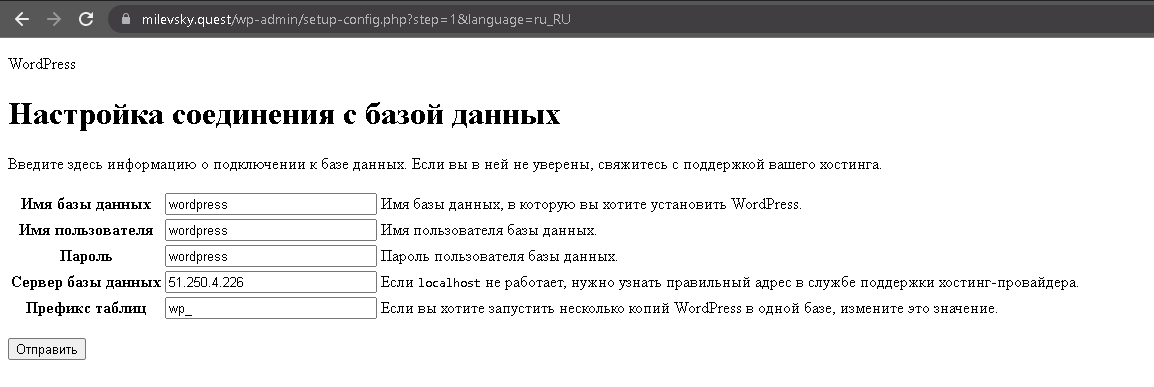 milevsky.quest/wp-admin/setup-config.php?step=1&language=ru_RU
WordPress
Настройка соединения с базой данных
Введите здесь информацию о подключении к базе данных. Если вы в ней не уверены, свяжитесь с поддержкой вашего хостинга.
Имя базы данных wordpress Имя базы данных, в которую вы хотите установить WordPress.
Имя пользователя wordpress Имя пользователя базы данных.
Пароль wordpress Пароль пользователя базы данных.
Сервер базы данных 51.250.4.226 Если localhost не работает, нужно узнать правильный адрес в службе поддержки хостинг-провайдера.
Префикс таблиц wp_ Если вы хотите запустить несколько копий WordPress в одной базе, измените это значение.
Отправить